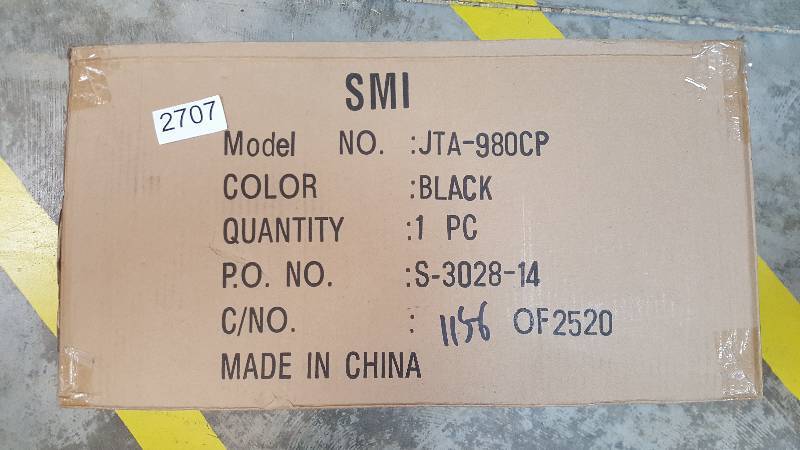 SMI
2707
Model NO. :JTA-980CP
COLOR :BLACK
QUANTITY :1 PC
P.O. NO. :S-3028-14
C/NO. : 1156 OF2520
MADE IN CHINA